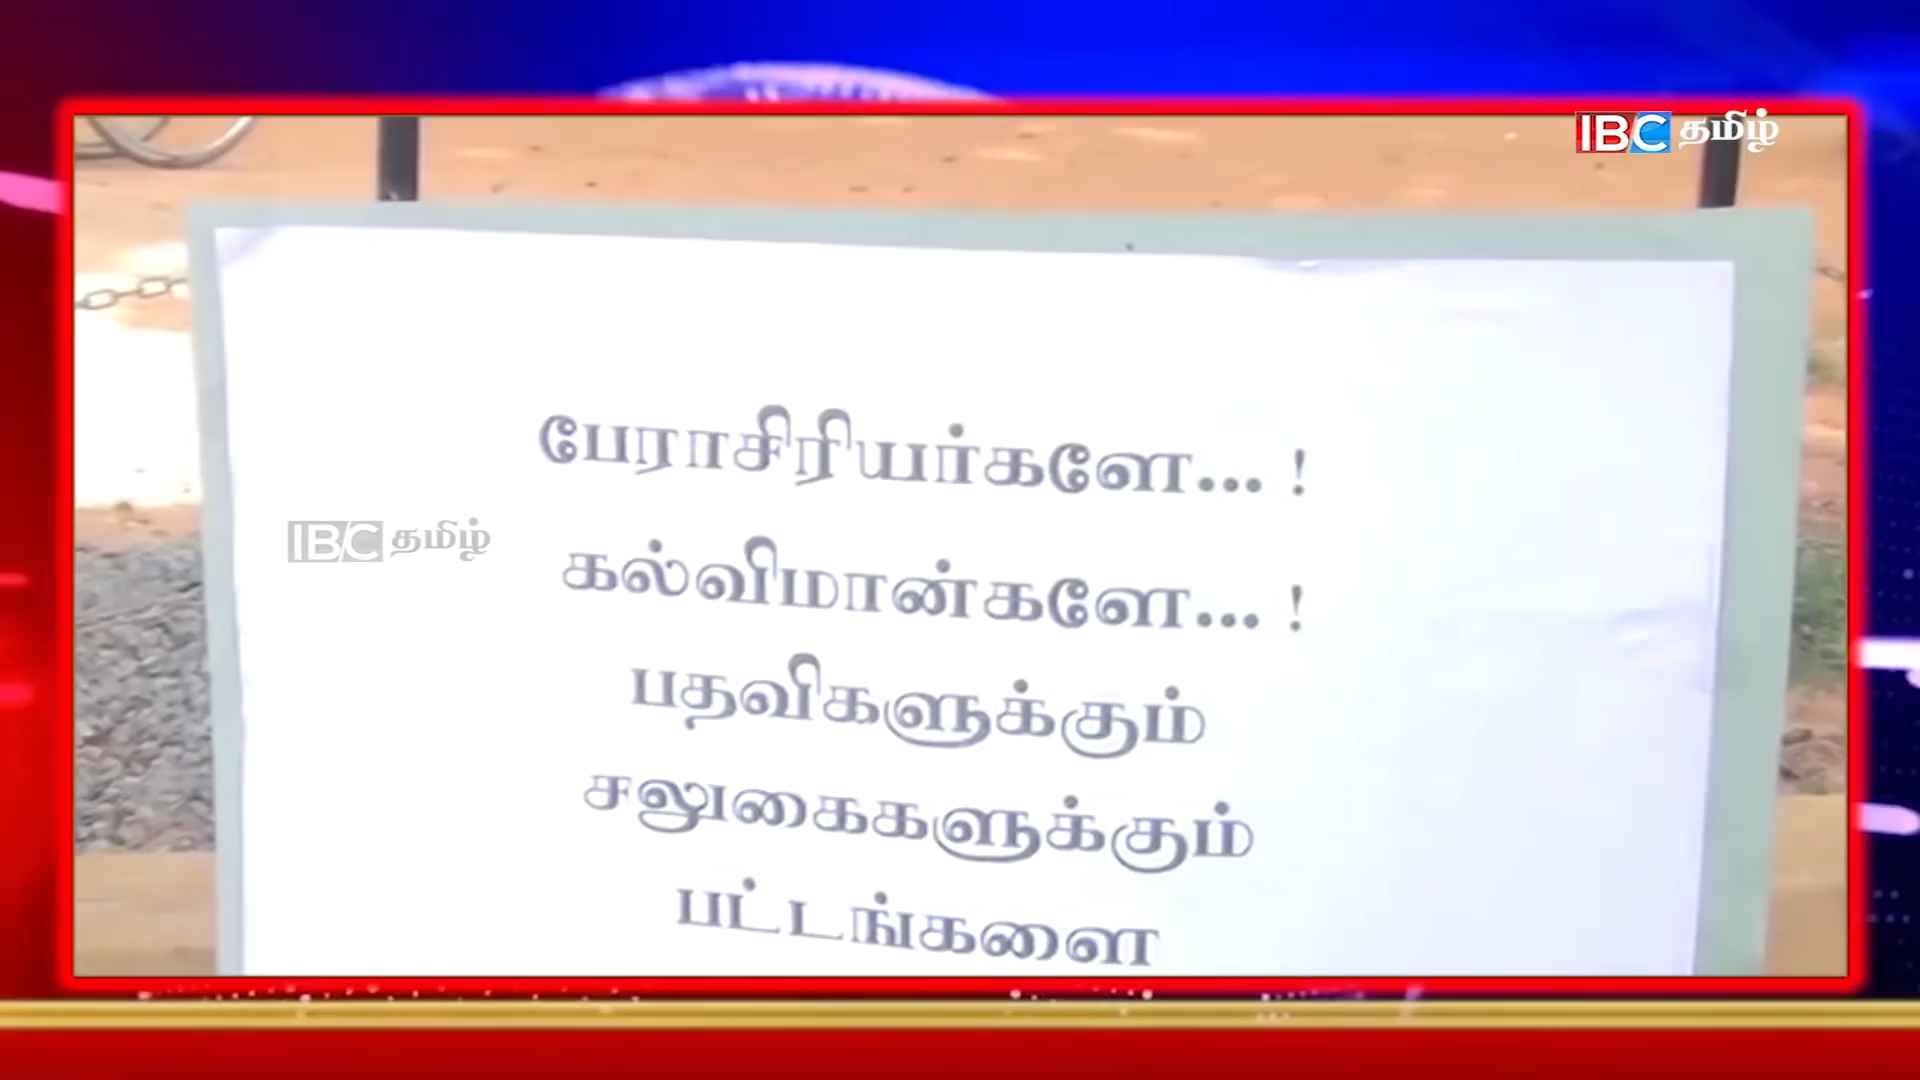 IBC தமிழ்
பேராசிரியர்களே... !
IBC தமிழ்
கல்விமான்களே... !
பதவிகளுக்கும்
சலுகைகளுக்கும்
பட்டங்களை